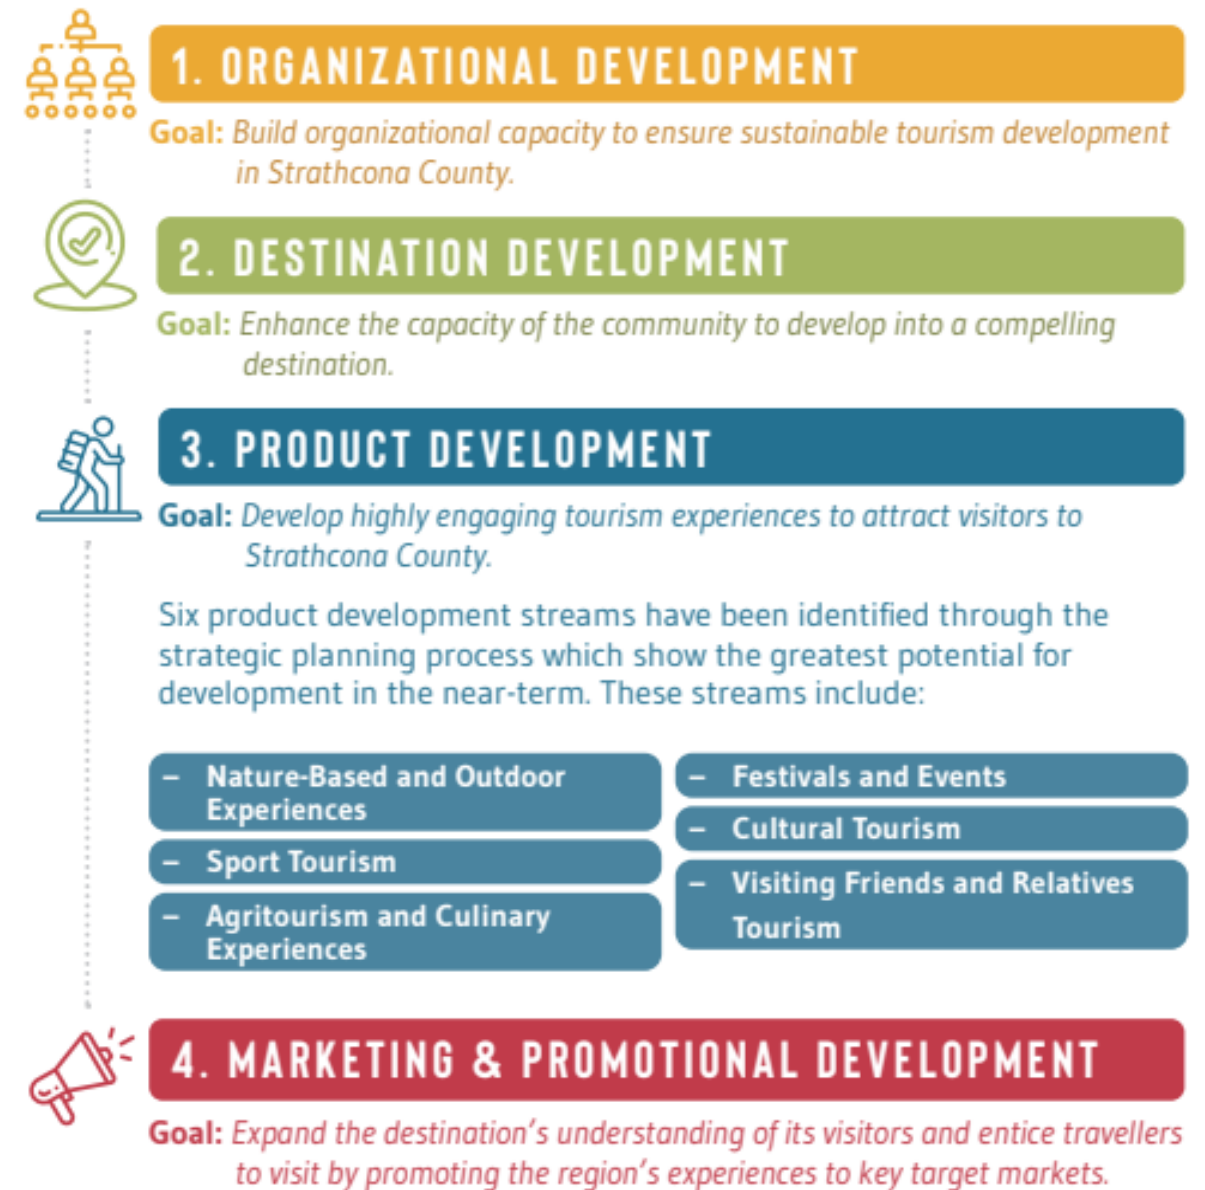 1. ORGANIZATIONAL DEVELOPMENT
Goal: Build organizational capacity to ensure sustainable tourism development
in Strathcona County.
2. DESTINATION DEVELOPMENT
Goal: Enhance the capacity of the community to develop into a compelling
destination.
3. PRODUCT DEVELOPMENT
Goal: Develop highly engaging tourism experiences to attract visitors to
Strathcona County.
Six product development streams have been identified through the
strategic planning process which show the greatest potential for
development in the near-term. These streams include:
– Nature-Based and Outdoor
Experiences
– Sport Tourism
– Agritourism and Culinary
Experiences
– Festivals and Events
– Cultural Tourism
– Visiting Friends and Relatives
Tourism
4. MARKETING & PROMOTIONAL DEVELOPMENT
Goal: Expand the destination's understanding of its visitors and entice travellers
to visit by promoting the region's experiences to key target markets.